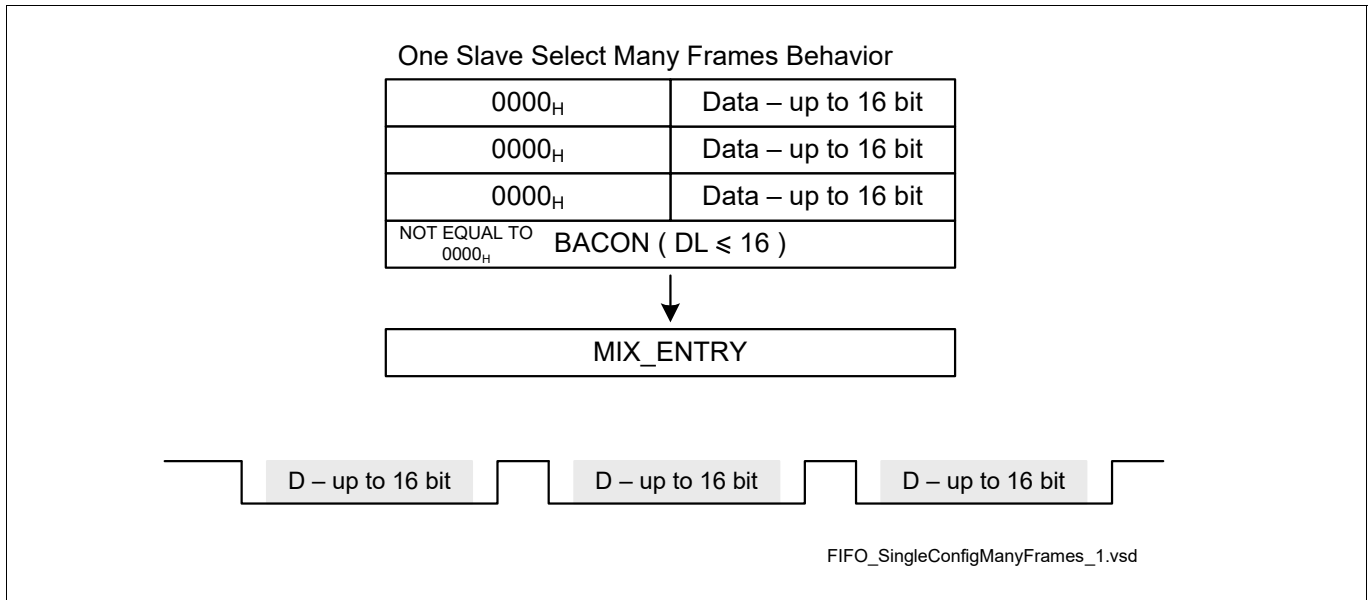 One Slave Select Many Frames Behavior
0000H Data – up to 16 bit
0000H Data – up to 16 bit
0000H Data – up to 16 bit
NOT EQUAL TO 0000H BACON ( DL ⩽ 16 )
MIX_ENTRY
D – up to 16 bit D – up to 16 bit D – up to 16 bit
FIFO_SingleConfigManyFrames_1.vsd